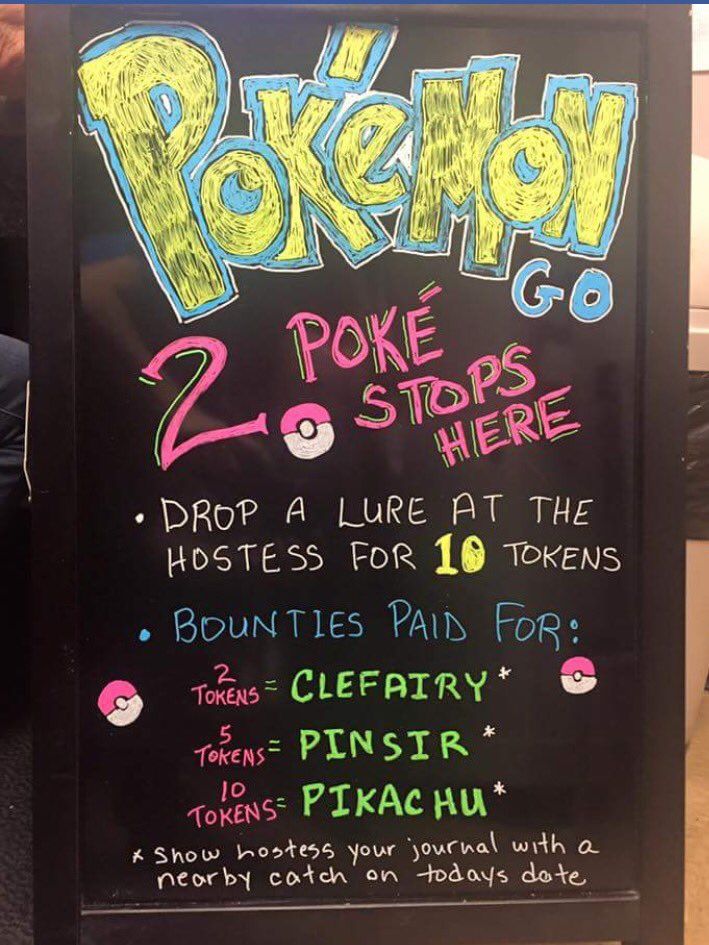 POKéMON
GO
2 POKÉ
STOPS
HERE
• DROP A LURE AT THE
HOSTESS FOR 10 TOKENS
• BOUNTIES PAID FOR:
2
TOKENS = CLEFAIRY*
5
TOKENS = PINSIR *
10
TOKENS= PIKACHU*
* Show hostess your journal with a
nearby catch on todays date